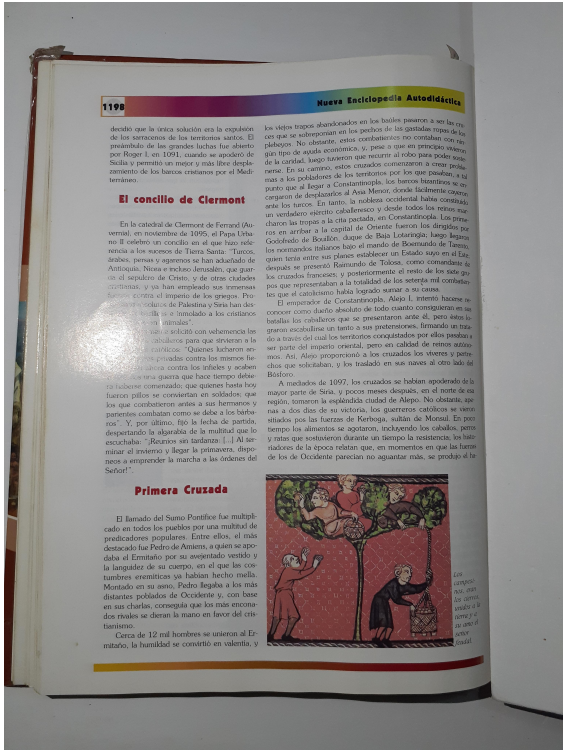 1198
Nueva Enciclopedia Autodidáctica
decidió que la única solución era la expulsión
de los sarracenos de los territorios santos. El
preámbulo de las grandes luchas fue abierto
por Roger I, en 1091, cuando se apoderó de
Sicilia y permitió un mejor y más libre despla-
zamiento de los barcos cristianos por el Medi-
terráneo.
El concilio de Clermont
En la catedral de Clermont de Ferrand (Au-
vernia), en noviembre de 1095, el Papa Urba-
no II celebró un concilio en el que hizo refe-
rencia a los sucesos de Tierra Santa: "Turcos,
árabes, persas y agarenos se han adueñado de
Antioquía, Nicea e incluso Jerusalén, que guar-
da el sepulcro de Cristo, y de otras ciudades
cristianas, y ya han empleado sus inmensas
fuerzas contra el imperio de los griegos. Pro-
de Palestina y Siria han des-
e inmolado a los cristianos
animales".
solicitó con vehemencia las
caballeros para que sirvieran a la
católicos: "Quienes lucharon an-
privadas contra los mismos fie-
contra los infieles y acaben
una guerra que hace tiempo debie-
comenzado; que quienes hasta hoy
fueron pillos se conviertan en soldados; que
los que combatieron antes a sus hermanos y
parientes combatan como se debe a los bárba-
ros". Y, por último, fijó la fecha de partida,
despertando la algarabía de la multitud que lo
escuchaba: "¡Reuníos sin tardanza: [...] Al ter-
minar el invierno y llegar la primavera, dispo-
neos a emprender la marcha a las órdenes del
Señor!".
Primera Cruzada
El llamado del Sumo Pontífice fue multipli-
cado en todos los pueblos por una multitud de
predicadores populares. Entre ellos, el más
destacado fue Pedro de Amiens, a quien se apo-
daba el Ermitaño por su avejentado vestido y
la languidez de su cuerpo, en el que las cos-
tumbres eremíticas ya habían hecho mella.
Montado en su asno, Pedro llegaba a los más
distantes poblados de Occidente y, con base
en sus charlas, conseguía que los más encona-
dos rivales se dieran la mano en favor del cris-
tianismo.
Cerca de 12 mil hombres se unieron al Er-
mitaño, la humildad se convirtió en valentía, y
los viejos trapos abandonados en los baúles pasaron a ser las cru-
ces que se sobreponían en los pechos de las gastadas ropas de los
plebeyos. No obstante, estos combatientes no contaban con nin-
gún tipo de ayuda económica, y, pese a que en principio vivieron
de la caridad, luego tuvieron que recurrir al robo para poder soste-
nerse. En su camino, estos cruzados comenzaron a crear proble-
mas a los pobladores de los territorios por los que pasaban, a tal
punto que al llegar a Constantinopla, los barcos bizantinos se en-
cargaron de desplazarlos al Asia Menor, donde fácilmente cayeron
ante los turcos. En tanto, la nobleza occidental había constituido
un verdadero ejército caballeresco y desde todos los reinos mar-
charon las tropas a la cita pactada, en Constantinopla. Los prime-
ros en arribar a la capital de Oriente fueron los dirigidos por
Godofredo de Bouillón, duque de Baja Lotaringia; luego llegaron
los normandos italianos bajo el mando de Boemundo de Tarento,
quien tenía entre sus planes establecer un Estado suyo en el Este,
después se presentó Raimundo de Tolosa, como comandante de
los cruzados franceses; y posteriormente el resto de los siete gru-
pos que representaban a la totalidad de los setenta mil combatien-
tes que el catolicismo había logrado sumar a su causa.
El emperador de Constantinopla, Alejo I, intentó hacerse re-
conocer como dueño absoluto de todo cuanto consiguieran en sus
batallas los caballeros que se presentaron ante él, pero éstos lo-
graron escabullirse un tanto a sus pretensiones, firmando un trata-
do a través del cual los territorios conquistados por ellos pasaban a
ser parte del imperio oriental, pero en calidad de reinos autóno-
mos. Así, Alejo proporcionó a los cruzados los víveres y pertre-
chos que solicitaban, y los trasladó en sus naves al otro lado del
Bósforo.
A mediados de 1097, los cruzados se habían apoderado de la
mayor parte de Siria, y pocos meses después, en el norte de esa
región, tomaron la espléndida ciudad de Alepo. No obstante, ape-
nas a dos días de su victoria, los guerreros católicos se vieron
sitiados por las fuerzas de Kerboga, sultán de Monsul. En poco
tiempo los alimentos se agotaron, incluyendo los caballos, perros
y ratas que sostuvieron durante un tiempo la resistencia, los histo-
riadores de la época relatan que, en momentos en que las fuerzas
de los de Occidente parecían no aguantar más, se produjo el he-
Los
campesi-
nos, eran
los siervos,
unidos a la
tierra y a
su amo el
señor
feudal.